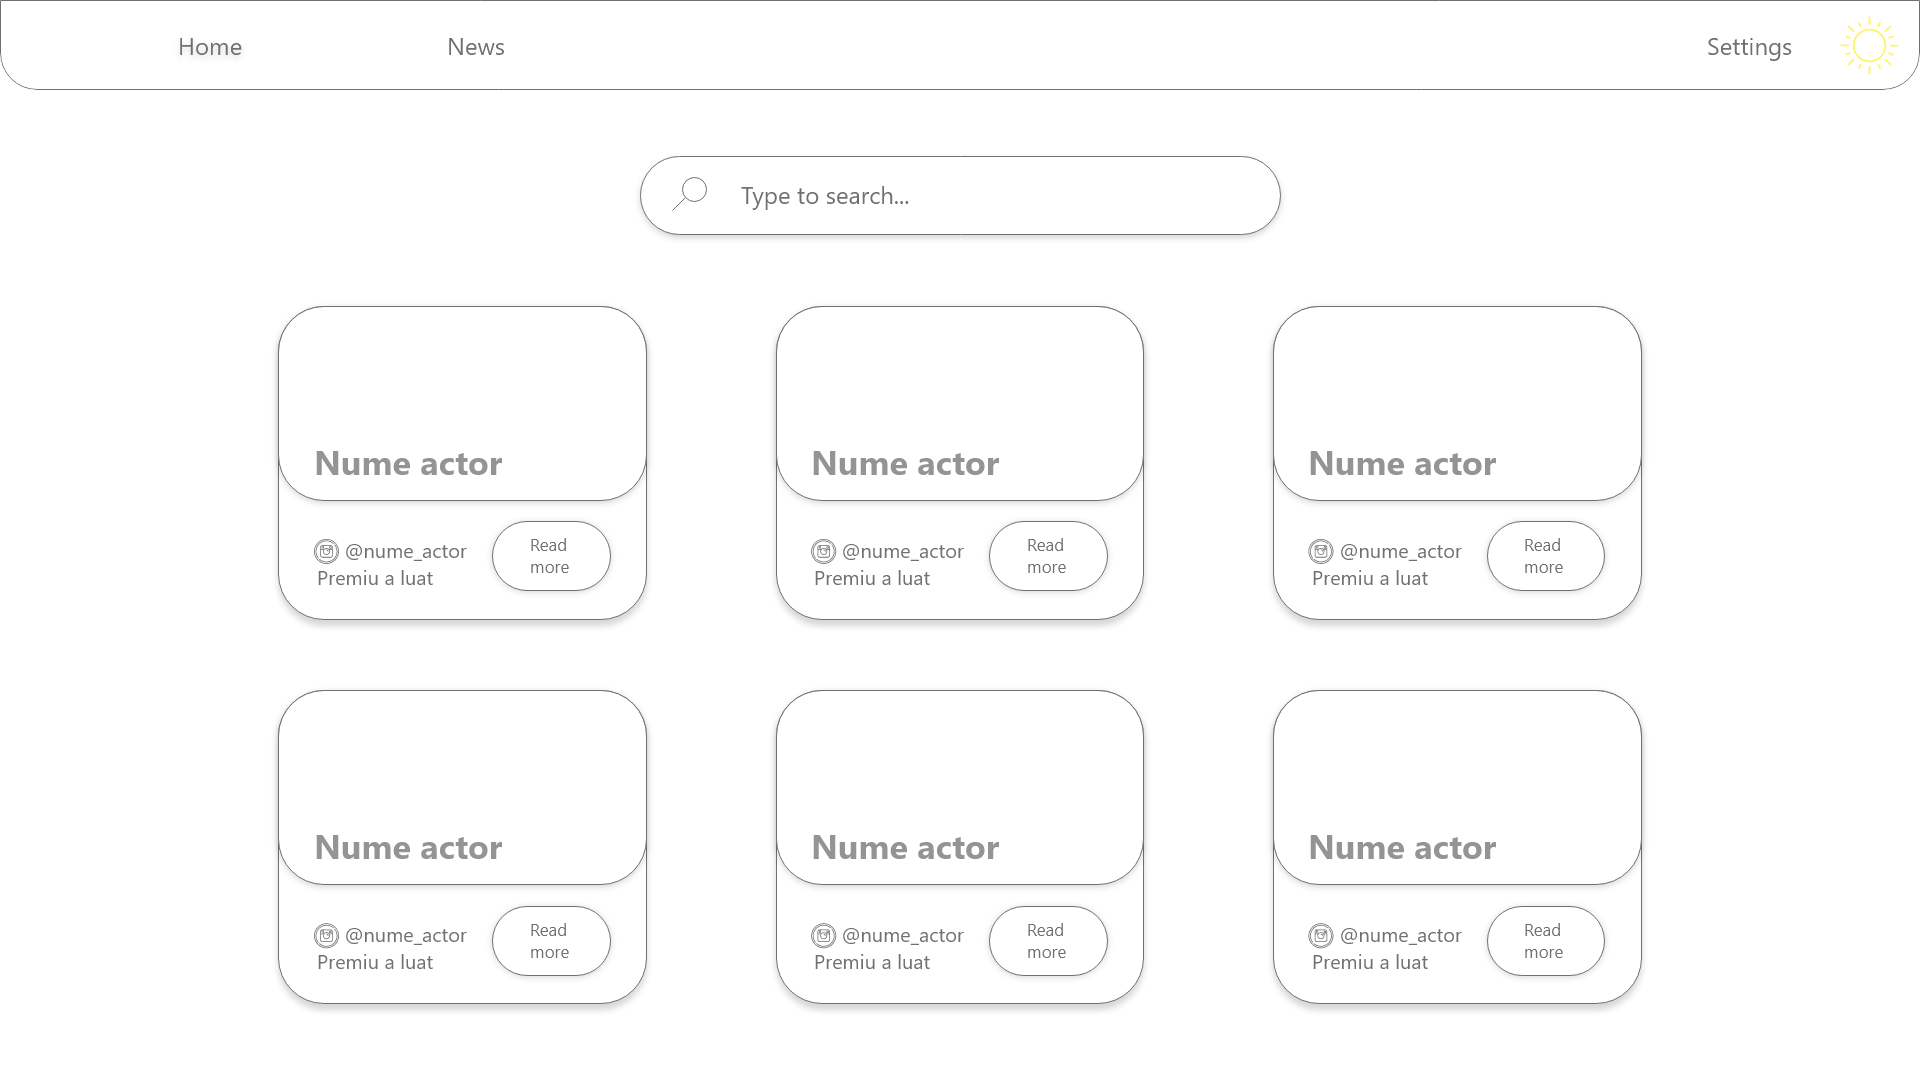 Home News Settings
Type to search...
Nume actor
@nume_actor
Premiu a luat
Read
more
Nume actor
@nume_actor
Premiu a luat
Read
more
Nume actor
@nume_actor
Premiu a luat
Read
more
Nume actor
@nume_actor
Premiu a luat
Read
more
Nume actor
@nume_actor
Premiu a luat
Read
more
Nume actor
@nume_actor
Premiu a luat
Read
more